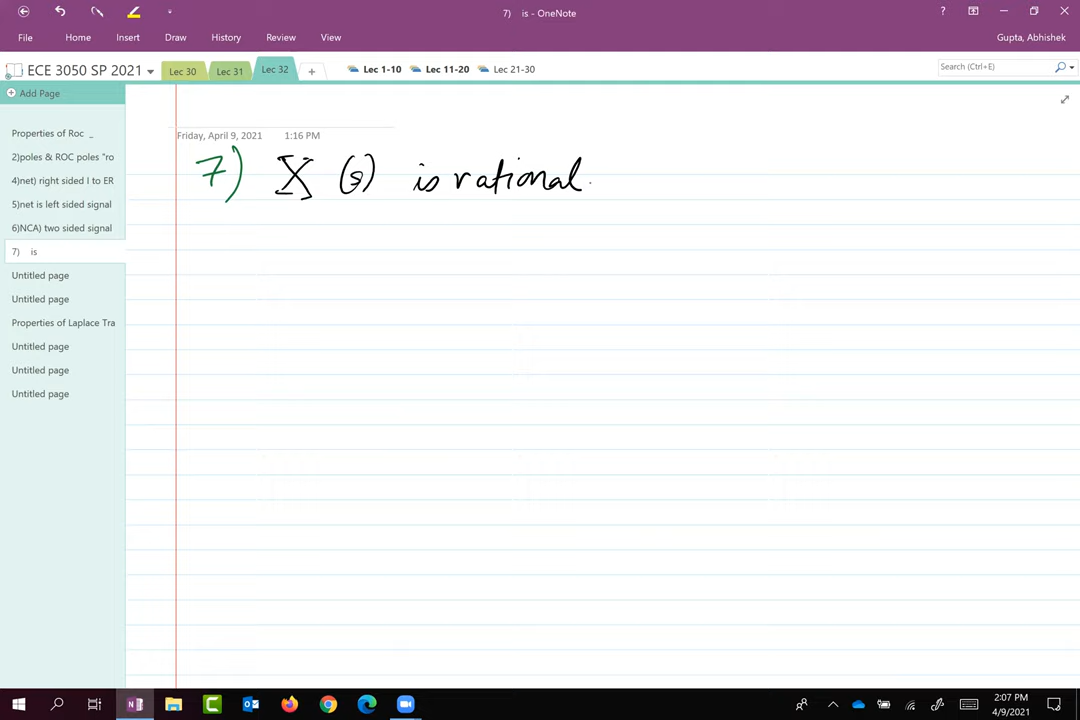 7) is - OneNote
File Home Insert Draw History Review View
Gupta, Abhishek
ECE 3050 SP 2021 Lec 30 Lec 31 Lec 32 + Lec 1-10 Lec 11-20 Lec 21-30
Search (Ctrl+E)
Add Page
Properties of Roc _
2)poles & ROC poles "ro
4)net) right sided I to ER
5)net is left sided signal
6)NCA) two sided signal
7) is
Untitled page
Untitled page
Properties of Laplace Tra
Untitled page
Untitled page
Untitled page
Friday, April 9, 2021 1:16 PM
7) X (s) is rational.
2:07 PM
4/9/2021